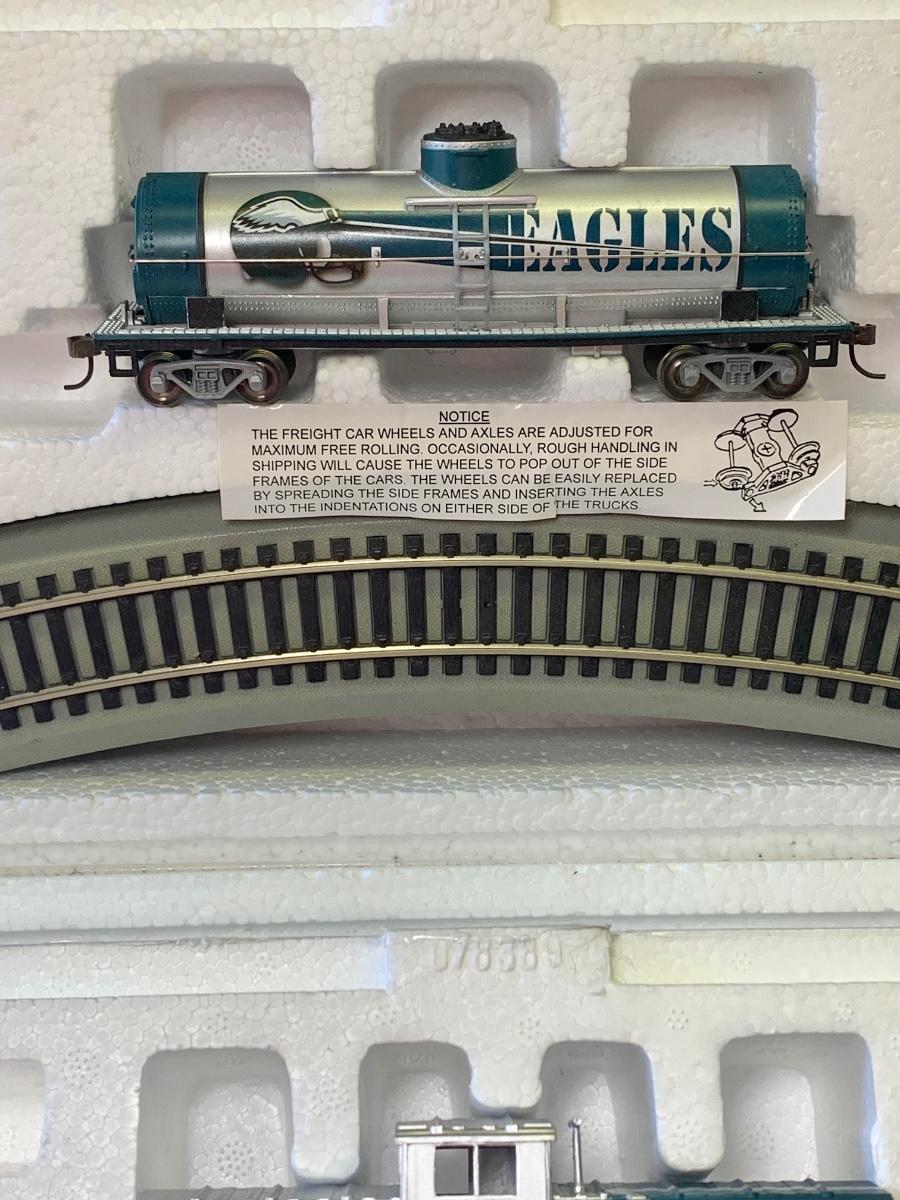 EAGLES
NOTICE
THE FREIGHT CAR WHEELS AND AXLES ARE ADJUSTED FOR
MAXIMUM FREE ROLLING. OCCASIONALLY, ROUGH HANDLING IN
SHIPPING WILL CAUSE THE WHEELS TO POP OUT OF THE SIDE
FRAMES OF THE CARS. THE WHEELS CAN BE EASILY REPLACED
BY SPREADING THE SIDE FRAMES AND INSERTING THE AXLES
INTO THE INDENTATIONS ON EITHER SIDE OF THE TRUCKS.
078389